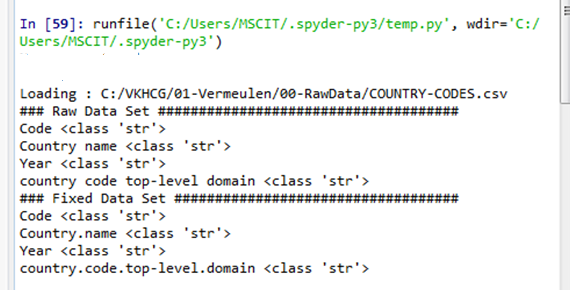 In [59]: runfile('C:/Users/MSCIT/.spyder-py3/temp.py', wdir='C:/
Users/MSCIT/.spyder-py3')
Loading : C:/VKHCG/01-Vermeulen/00-RawData/COUNTRY-CODES.csv
### Raw Data Set #####################################
Code <class 'str'>
Country name <class 'str'>
Year <class 'str'>
country code top-level domain <class 'str'>
### Fixed Data Set ###################################
Code <class 'str'>
Country.name <class 'str'>
Year <class 'str'>
country.code.top-level.domain <class 'str'>